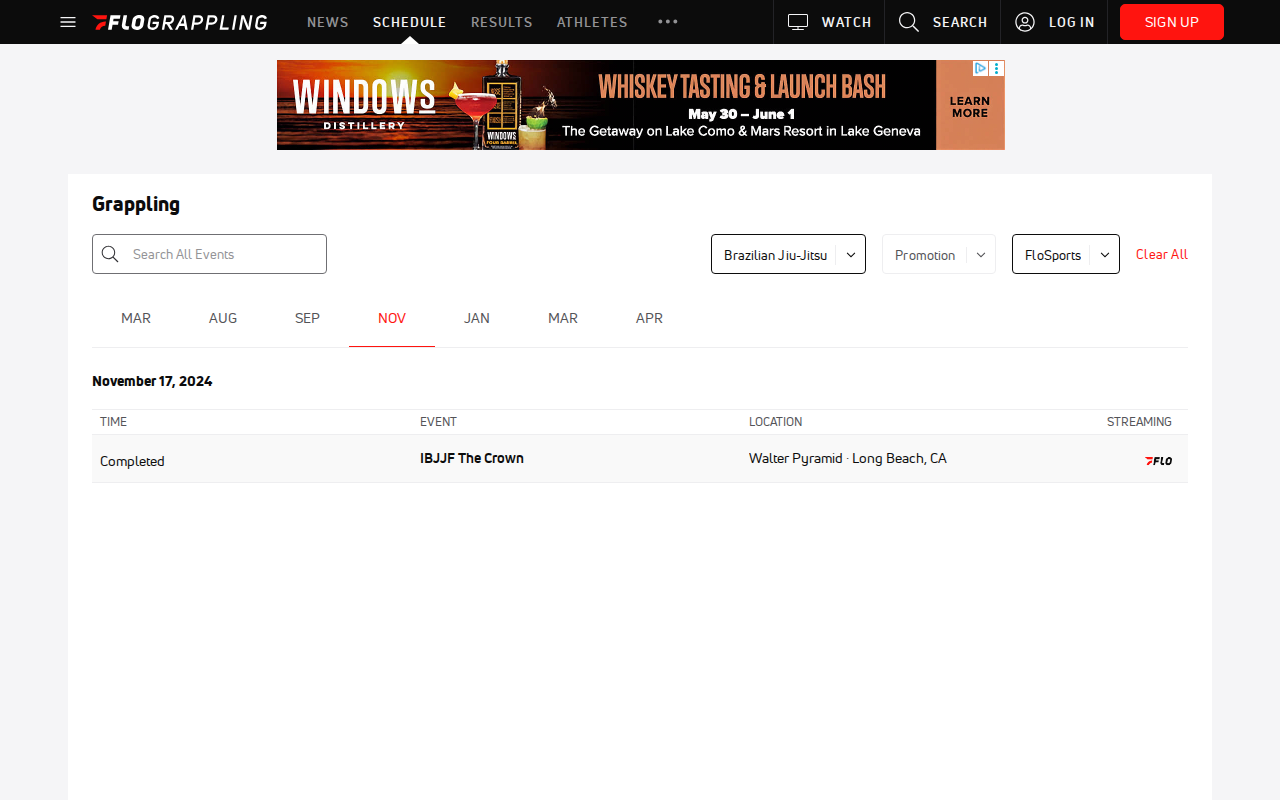 FLOGRAPPLING
NEWS
SCHEDULE
RESULTS
ATHLETES
WATCH
SEARCH
LOG IN
SIGN UP
WINDOWS
DISTILLERY
WINDOWS
FOUR BARREL
WHISKEY TASTING & LAUNCH BASH
May 30 – June 1
The Getaway on Lake Como & Mars Resort in Lake Geneva
LEARN
MORE
Grappling
Search All Events
Brazilian Jiu-Jitsu
Promotion
FloSports
Clear All
MAR
AUG
SEP
NOV
JAN
MAR
APR
November 17, 2024
TIME
EVENT
LOCATION
STREAMING
Completed
IBJJF The Crown
Walter Pyramid · Long Beach, CA
FLO